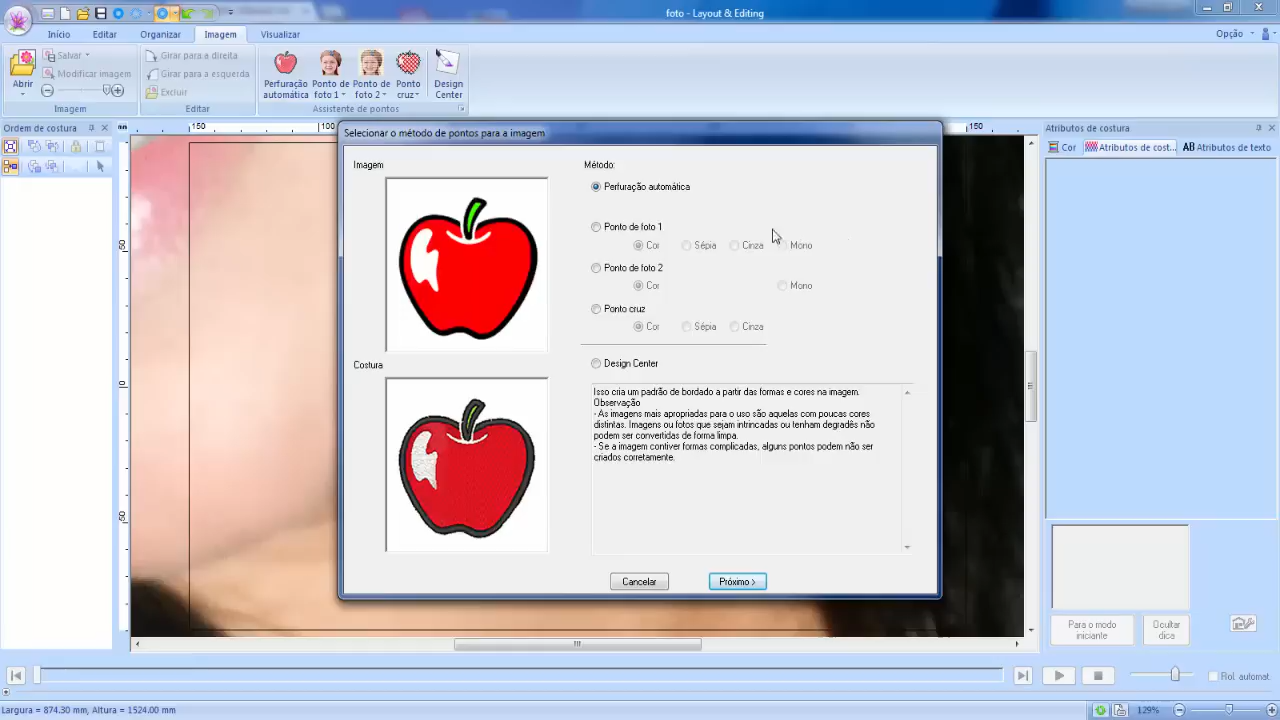 foto - Layout & Editing
Início
Editar
Organizar
Imagem
Visualizar
Opção
Abrir
Salvar
Modificar imagem
Imagem
Girar para a direita
Girar para a esquerda
Excluir
Editar
Perfuração automática
Ponto de foto 1
Ponto de foto 2
Ponto cruz
Design Center
Assistente de pontos
Ordem de costura
mm
150
100
150
50
0
50
Atributos de costura
Cor
Atributos de cost...
AB Atributos de texto
Selecionar o método de pontos para a imagem
Imagem
Costura
Método:
Perfuração automática
Ponto de foto 1
Cor
Sépia
Cinza
Mono
Ponto de foto 2
Cor
Mono
Ponto cruz
Cor
Sépia
Cinza
Design Center
Isso cria um padrão de bordado a partir das formas e cores na imagem.
Observação
- As imagens mais apropriadas para o uso são aquelas com poucas cores
distintas. Imagens ou fotos que sejam intrincadas ou tenham degradês não
podem ser convertidas de forma limpa.
- Se a imagem contiver formas complicadas, alguns pontos podem não ser
criados corretamente.
Cancelar
Próximo >
Para o modo
iniciante
Ocultar
dica
Rol. automát.
Largura = 874.30 mm, Altura = 1524.00 mm
129%